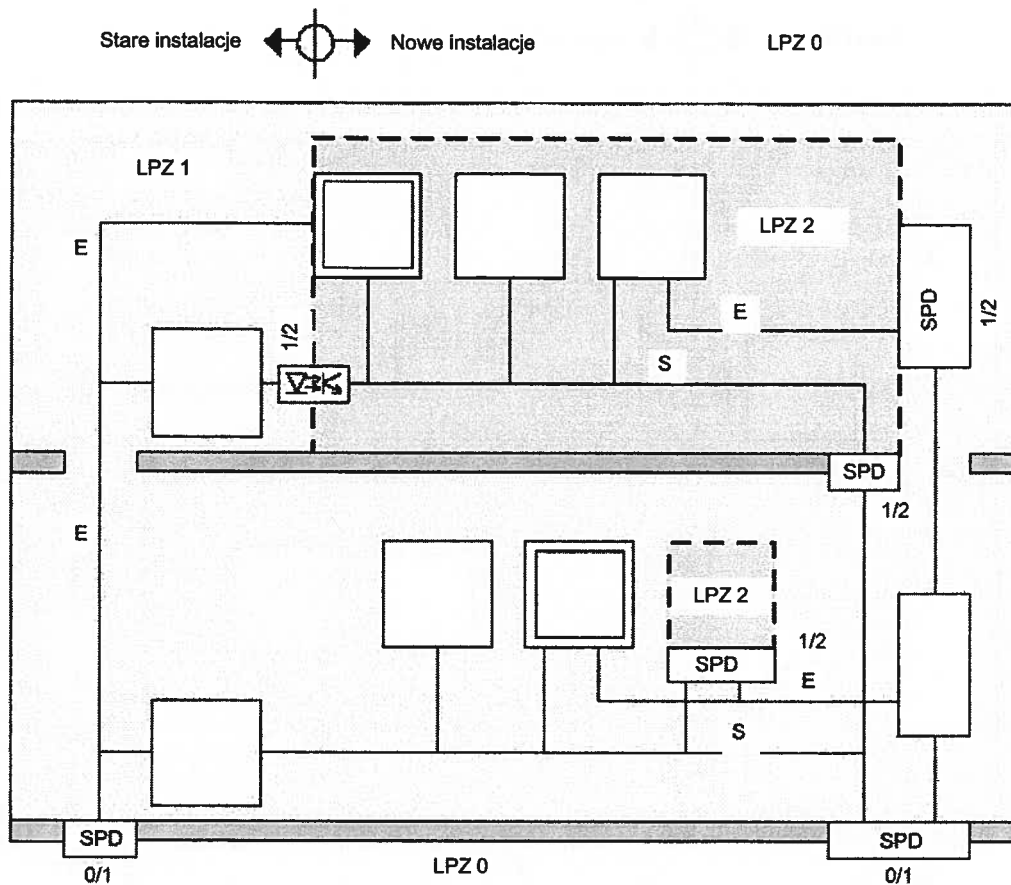 Stare instalacje
Nowe instalacje
LPZ 0
LPZ 1
LPZ 2
E
SPD
1/2
1/2
E
S
SPD
1/2
E
LPZ 2
1/2
SPD
E
S
SPD
0/1
LPZ 0
SPD
0/1